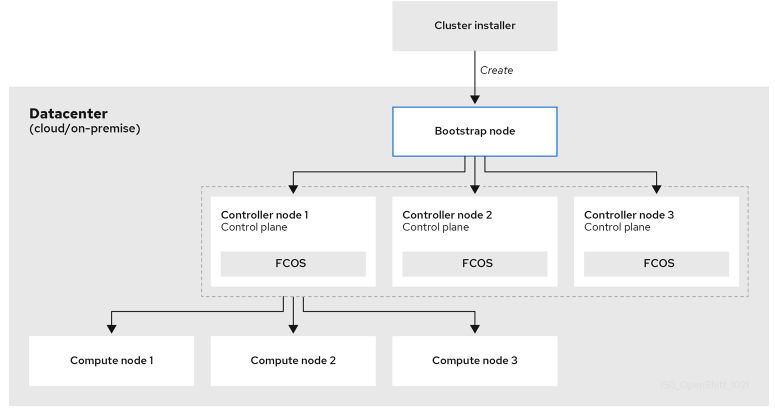 Cluster installer
Create
Datacenter
(cloud/on-premise)
Bootstrap node
Controller node 1
Control plane
FCOS
Controller node 2
Control plane
FCOS
Controller node 3
Control plane
FCOS
Compute node 1
Compute node 2
Compute node 3